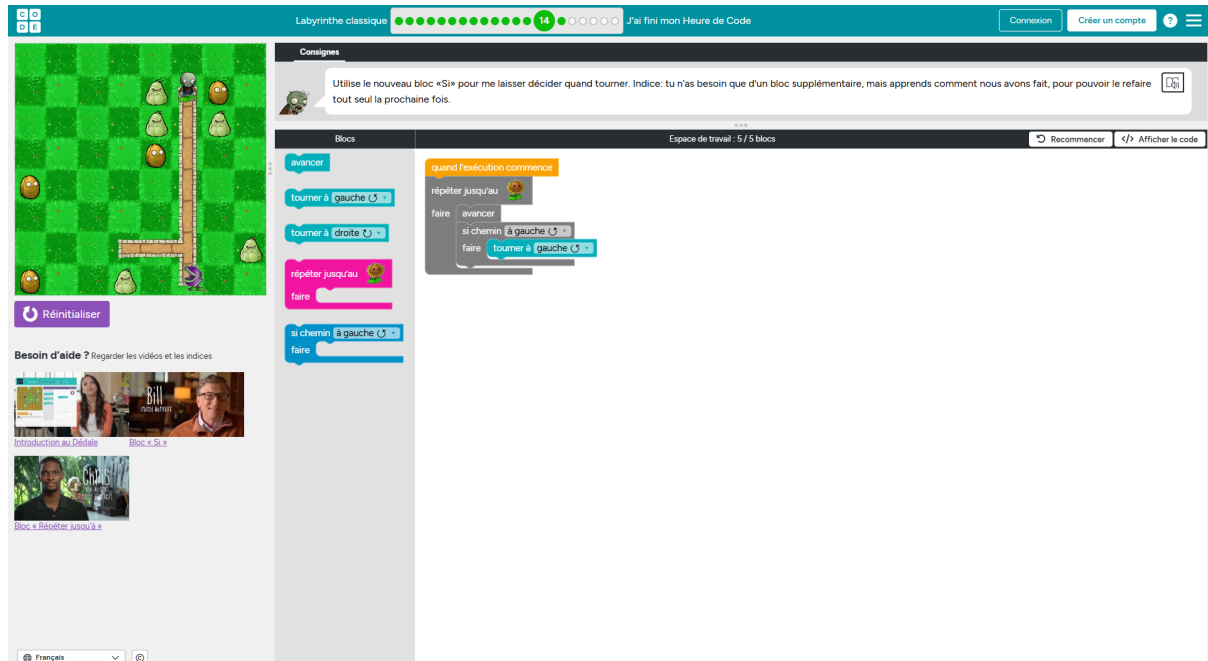 C O
D E
Labyrinthe classique
14
J'ai fini mon Heure de Code
Connexion
Créer un compte
?
Consignes
Utilise le nouveau bloc «Si» pour me laisser décider quand tourner. Indice: tu n'as besoin que d'un bloc supplémentaire, mais apprends comment nous avons fait, pour pouvoir le refaire
tout seul la prochaine fois.
Blocs
Espace de travail : 5 / 5 blocs
Recommencer
</> Afficher le code
avancer
tourner à gauche ↺
tourner à droite ↻
répéter jusqu'au
faire
si chemin à gauche ↺
faire
quand l'exécution commence
répéter jusqu'au
faire avancer
si chemin à gauche ↺
faire tourner à gauche ↺
Réinitialiser
Besoin d'aide ? Regarder les vidéos et les indices
Bill
Introduction au Dédale
Bloc « Si »
Chris
Bloc « Répéter jusqu'à »
Français
©